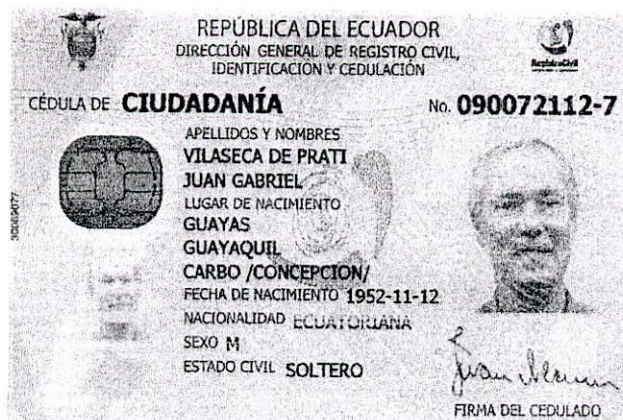 REPÚBLICA DEL ECUADOR
DIRECCIÓN GENERAL DE REGISTRO CIVIL,
IDENTIFICACIÓN Y CEDULACIÓN
RegistroCivil
CÉDULA DE CIUDADANÍA No. 090072112-7
APELLIDOS Y NOMBRES
VILASECA DE PRATI
JUAN GABRIEL
LUGAR DE NACIMIENTO
GUAYAS
GUAYAQUIL
CARBO /CONCEPCION/
FECHA DE NACIMIENTO 1952-11-12
NACIONALIDAD ECUATORIANA
SEXO M
ESTADO CIVIL SOLTERO
Juan
FIRMA DEL CEDULADO